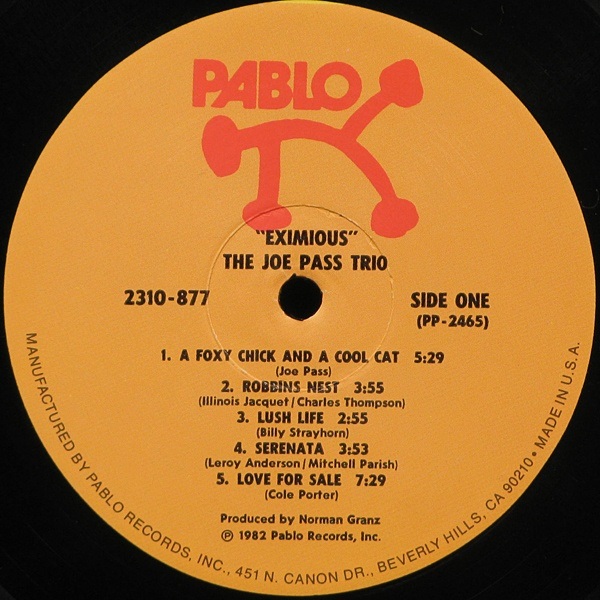 PABLO
"EXIMIOUS"
THE JOE PASS TRIO
2310-877
SIDE ONE
(PP-2465)
1. A FOXY CHICK AND A COOL CAT 5:29
(Joe Pass)
2. ROBBINS NEST 3:55
(Illinois Jacquet/Charles Thompson)
3. LUSH LIFE 2:55
(Billy Strayhorn)
4. SERENATA 3:53
(Leroy Anderson/Mitchell Parish)
5. LOVE FOR SALE 7:29
(Cole Porter)
Produced by Norman Granz
℗ 1982 Pablo Records, Inc.
MANUFACTURED BY PABLO RECORDS, INC., 451 N. CANON DR., BEVERLY HILLS, CA 90210 • MADE IN U.S.A.